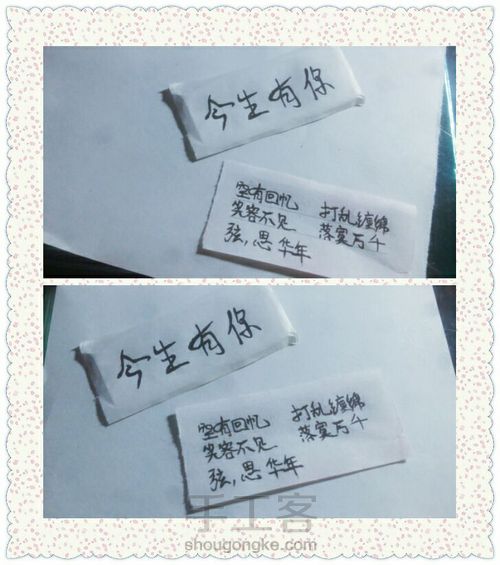 今生有保
空有回忆 打乱缠绵
笑容不见 落寞万千
弦,思 华年
今生有保
空有回忆 打乱缠绵
笑容不见 落寞万千
弦,思 华年
手工客
shougongke.com